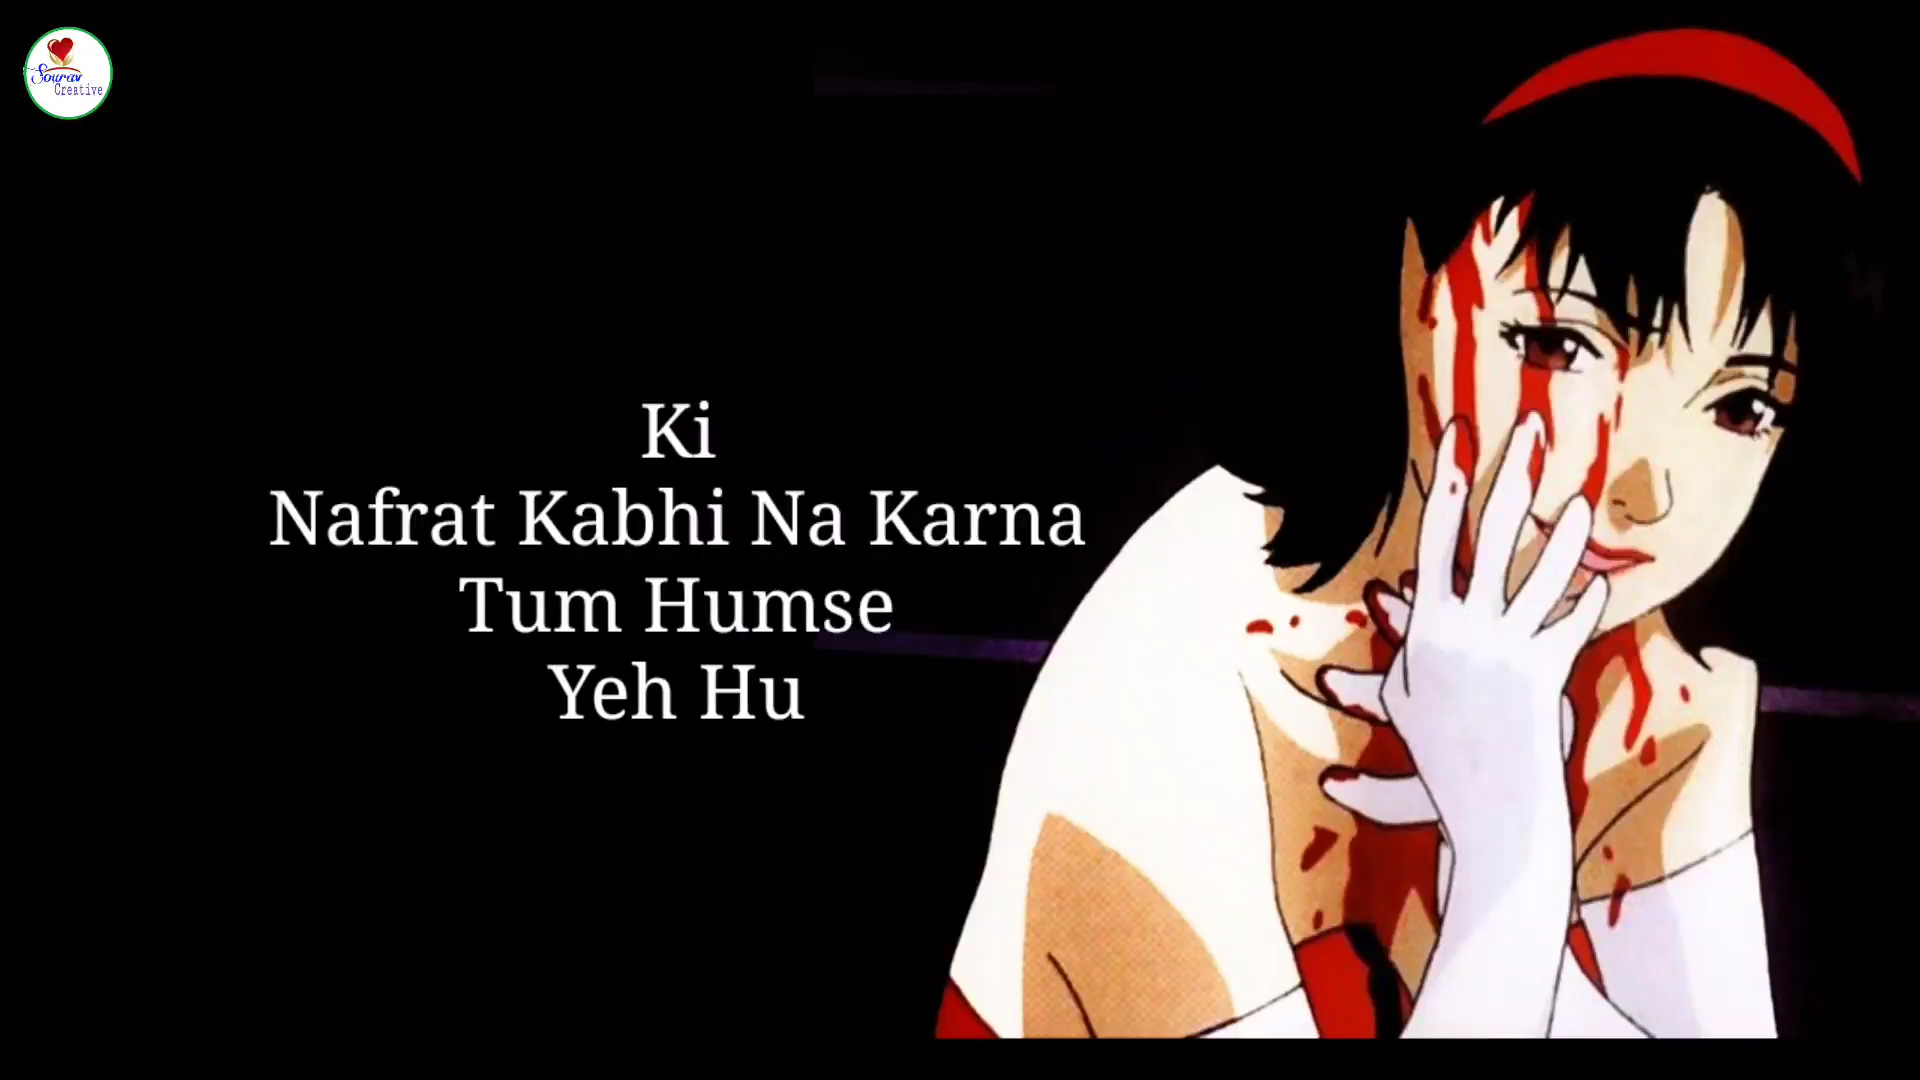 Sourav
Creative
Ki
Nafrat Kabhi Na Karna
Tum Humse
Yeh Hu